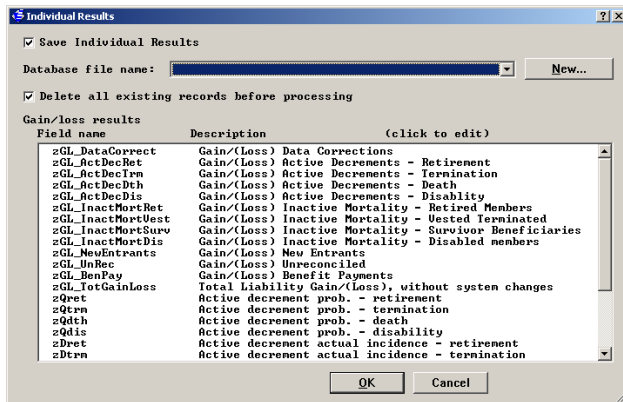 Individual Results
Save Individual Results
Database file name:
New...
Delete all existing records before processing
Gain/loss results
Field name Description (click to edit)
zGL_DataCorrect Gain/(Loss) Data Corrections
zGL_ActDecRet Gain/(Loss) Active Decrements - Retirement
zGL_ActDecTrm Gain/(Loss) Active Decrements - Termination
zGL_ActDecDth Gain/(Loss) Active Decrements - Death
zGL_ActDecDis Gain/(Loss) Active Decrements - Disablity
zGL_InactMortRet Gain/(Loss) Inactive Mortality - Retired Members
zGL_InactMortVest Gain/(Loss) Inactive Mortality - Vested Terminated
zGL_InactMortSurv Gain/(Loss) Inactive Mortality - Survivor Beneficiaries
zGL_InactMortDis Gain/(Loss) Inactive Mortality - Disabled members
zGL_NewEntrants Gain/(Loss) New Entrants
zGL_UnRec Gain/(Loss) Unreconciled
zGL_BenPay Gain/(Loss) Benefit Payments
zGL_TotGainLoss Total Liability Gain/(Loss), without system changes
zQret Active decrement prob. - retirement
zQtrm Active decrement prob. - termination
zQdth Active decrement prob. - death
zQdis Active decrement prob. - disability
zDret Active decrement actual incidence - retirement
zDtrm Active decrement actual incidence - termination
OK Cancel